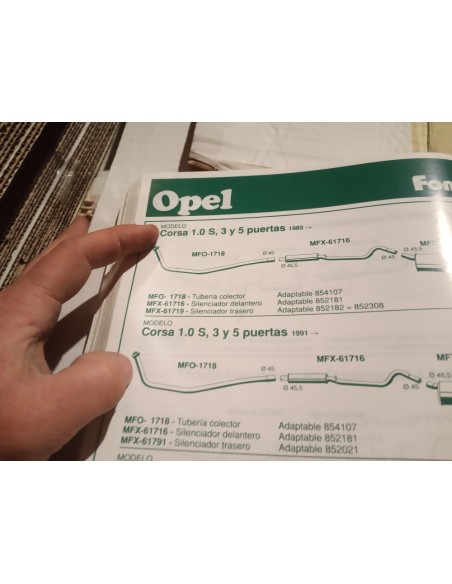 Opel
MODELO
Corsa 1.0 S, 3 y 5 puertas 1983 →
MFO-1718
Ø 45
MFX-61716
Ø 45,5
Ø 45
Ø 45,5
MFO- 1718 - Tubería colector Adaptable 854107
MFX-61716 - Silenciador delantero Adaptable 852181
MFX-61719 - Silenciador trasero Adaptable 852182 = 852308
MODELO
Corsa 1.0 S, 3 y 5 puertas 1991 →
MFO-1718
Ø 45
MFX-61716
Ø 45,5
Ø 45
Ø 45,5
MFO- 1718 - Tubería colector Adaptable 854107
MFX-61716 - Silenciador delantero Adaptable 852181
MFX-61791 - Silenciador trasero Adaptable 852021
MODELO